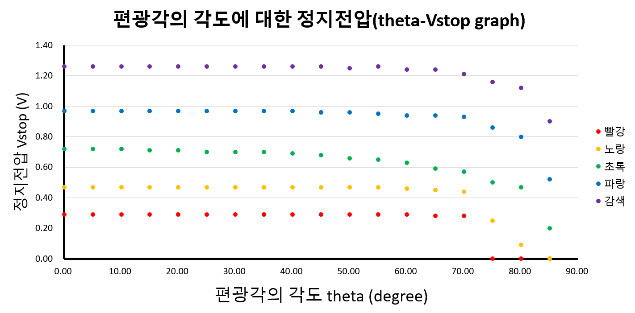 편광각의 각도에 대한 정지전압(theta-Vstop graph)
정지전압 Vstop (V)
1.40
1.20
1.00
0.80
0.60
0.40
0.20
0.00
0.00 10.00 20.00 30.00 40.00 50.00 60.00 70.00 80.00 90.00
편광각의 각도 theta (degree)
빨강
노랑
초록
파랑
감색